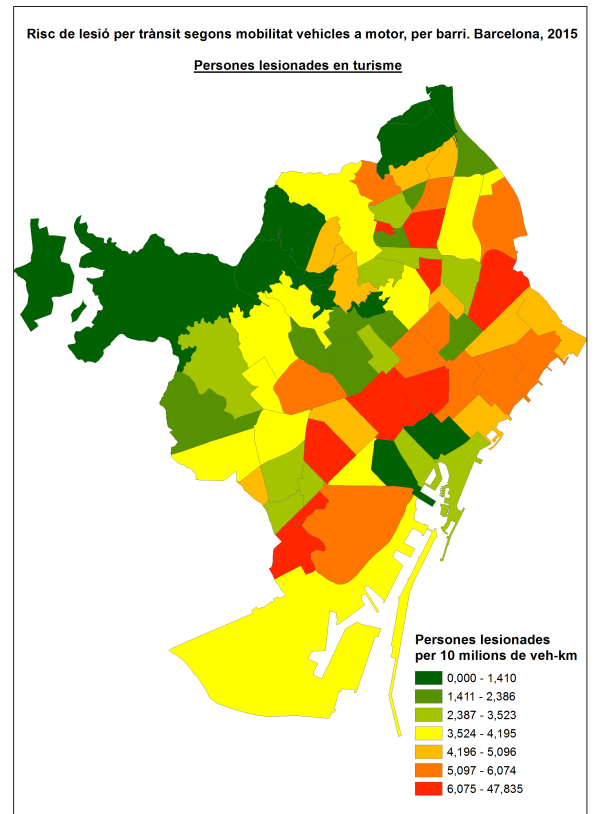 Risc de lesió per trànsit segons mobilitat vehicles a motor, per barri. Barcelona, 2015
Persones lesionades en turisme
Persones lesionades
per 10 milions de veh-km
0,000 - 1,410
1,411 - 2,386
2,387 - 3,523
3,524 - 4,195
4,196 - 5,096
5,097 - 6,074
6,075 - 47,835